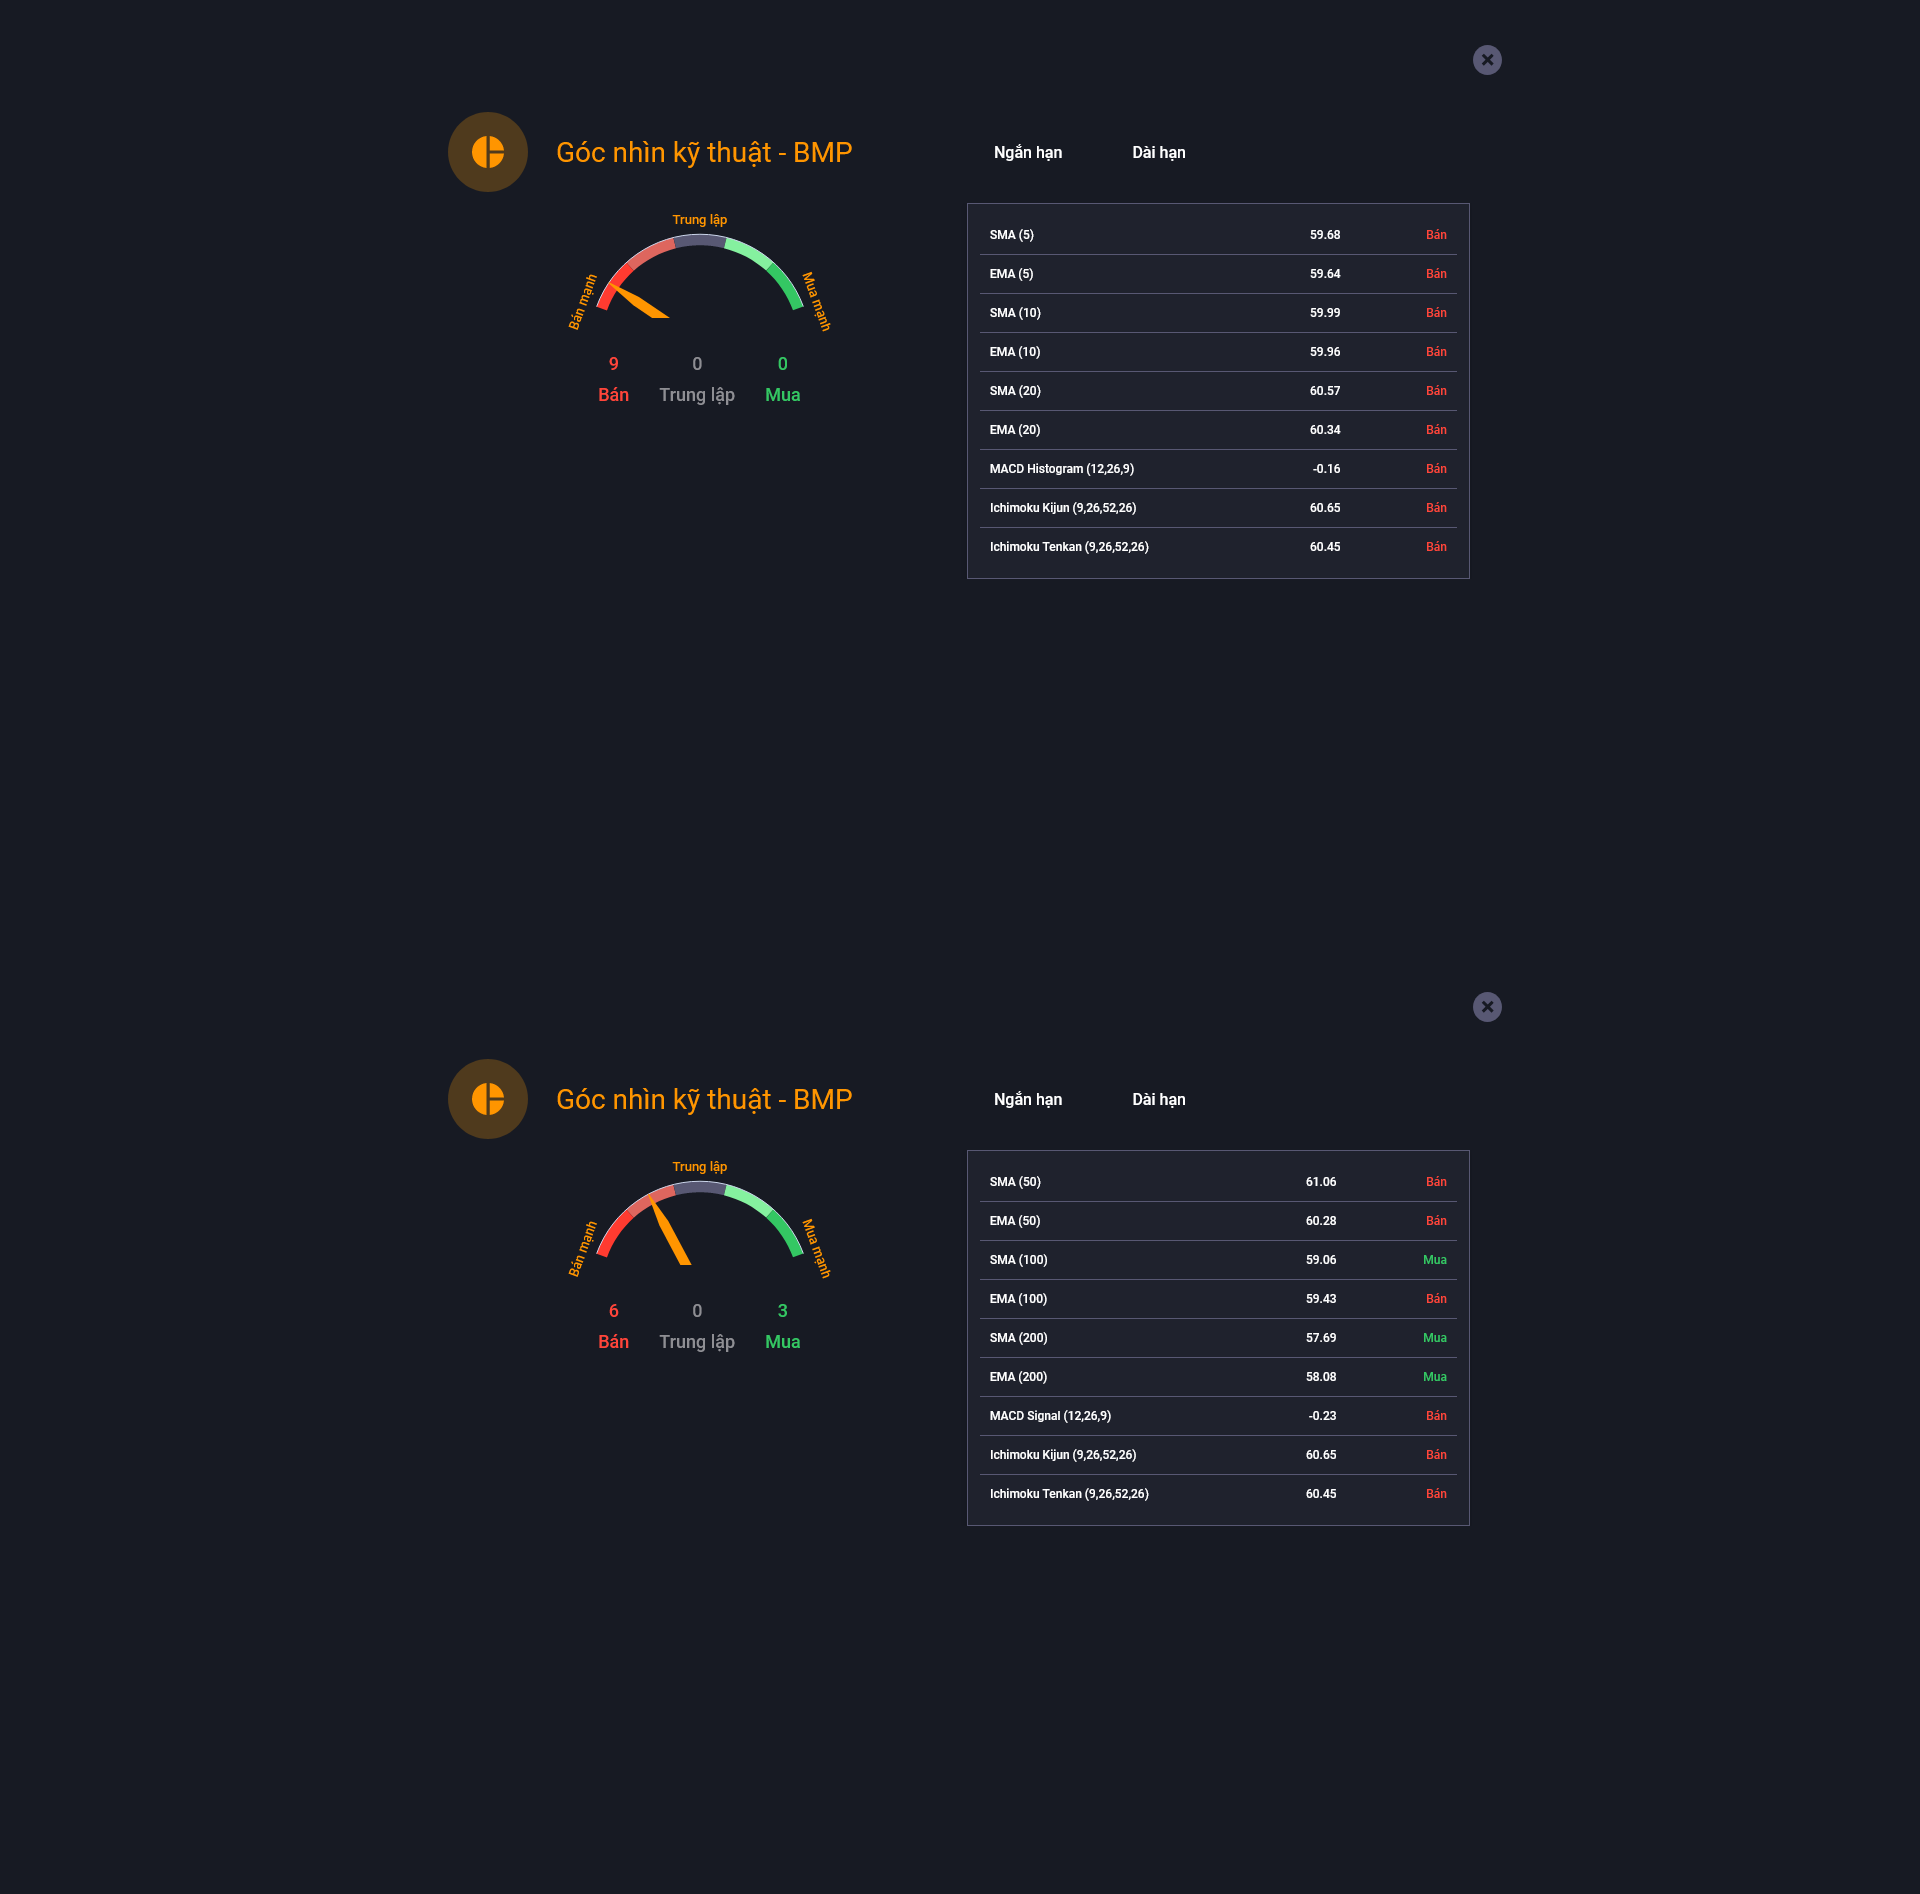 Góc nhìn kỹ thuật - BMP
Ngắn hạn Dài hạn
Trung lập
Bán mạnh
Mua mạnh
9 0 0
Bán Trung lập Mua
SMA (5) 59.68 Bán
EMA (5) 59.64 Bán
SMA (10) 59.99 Bán
EMA (10) 59.96 Bán
SMA (20) 60.57 Bán
EMA (20) 60.34 Bán
MACD Histogram (12,26,9) -0.16 Bán
Ichimoku Kijun (9,26,52,26) 60.65 Bán
Ichimoku Tenkan (9,26,52,26) 60.45 Bán
Góc nhìn kỹ thuật - BMP
Ngắn hạn Dài hạn
Trung lập
Bán mạnh
Mua mạnh
6 0 3
Bán Trung lập Mua
SMA (50) 61.06 Bán
EMA (50) 60.28 Bán
SMA (100) 59.06 Mua
EMA (100) 59.43 Bán
SMA (200) 57.69 Mua
EMA (200) 58.08 Mua
MACD Signal (12,26,9) -0.23 Bán
Ichimoku Kijun (9,26,52,26) 60.65 Bán
Ichimoku Tenkan (9,26,52,26) 60.45 Bán